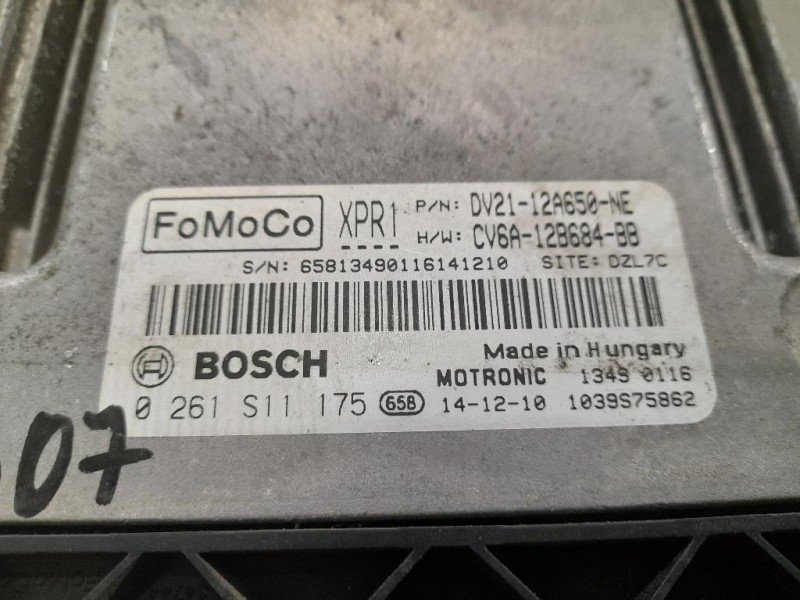 FoMoCo XPR1 P/N: DV21-12A650-NE
H/W: CV6A-12B684-BB
S/N: 65813490116141210 SITE: DZL7C
BOSCH Made in Hungary
MOTRONIC 1349 0116
0 261 S11 175 658 14-12-10 1039S75862
07